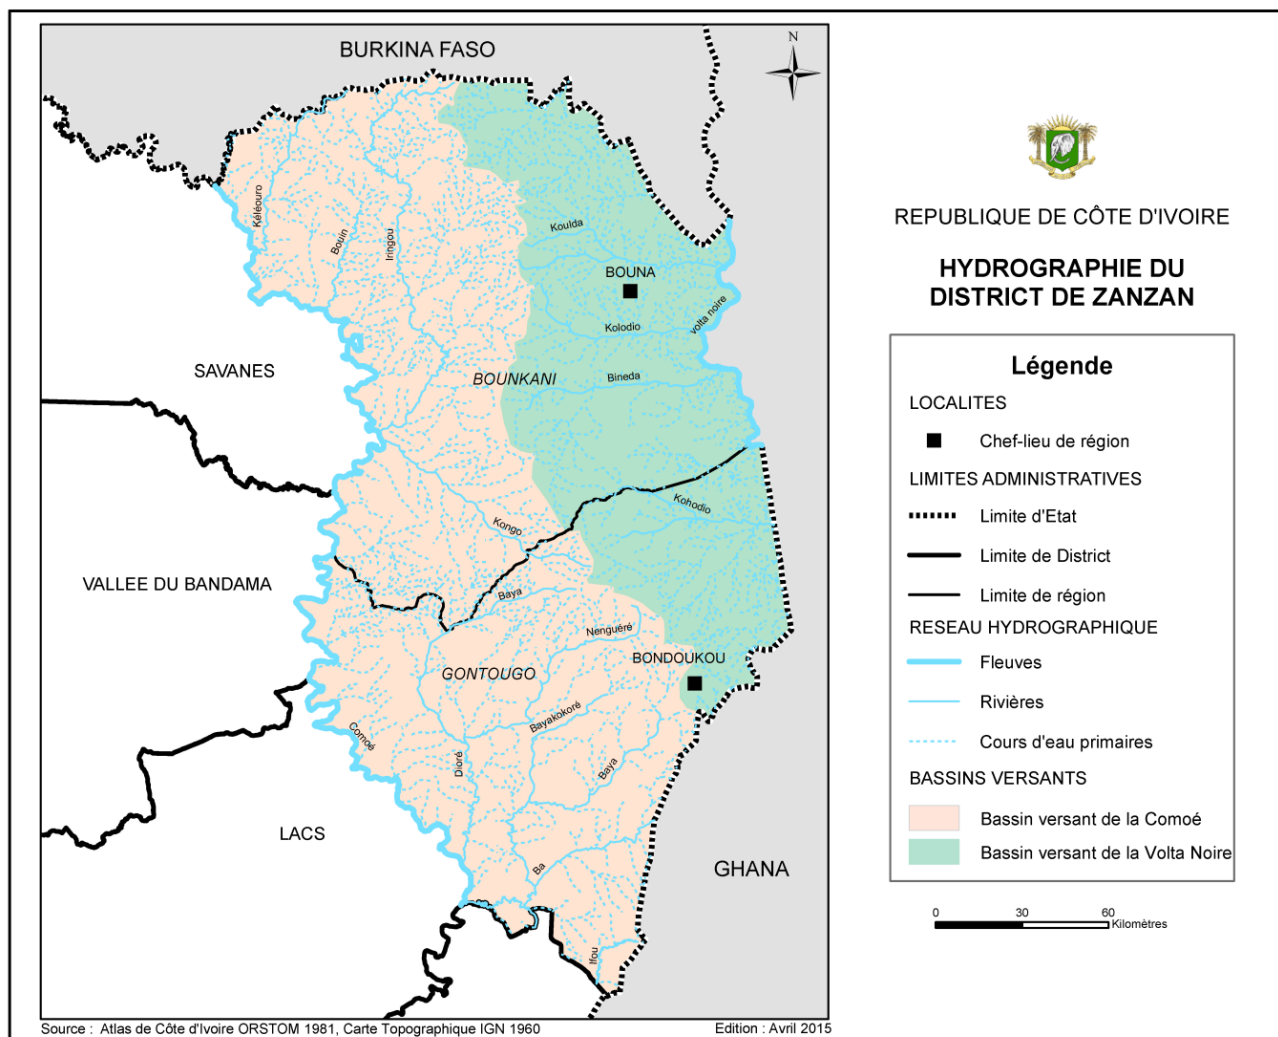 BURKINA FASO
N
Kéléouro
Bouin
Iringou
Koulda
BOUNA
volta noire
Kolodio
SAVANES
BOUNKANI
Bineda
Kohodio
Kongo
VALLEE DU BANDAMA
Baya
Nenguéré
BONDOUKOU
GONTOUGO
Bayakokoré
Comoé
Dioré
Baya
LACS
Ba
GHANA
Ifou
Source : Atlas de Côte d'Ivoire ORSTOM 1981, Carte Topographique IGN 1960
Edition : Avril 2015
REPUBLIQUE DE CÔTE D'IVOIRE
HYDROGRAPHIE DU
DISTRICT DE ZANZAN
Légende
LOCALITES
Chef-lieu de région
LIMITES ADMINISTRATIVES
Limite d'Etat
Limite de District
Limite de région
RESEAU HYDROGRAPHIQUE
Fleuves
Rivières
Cours d'eau primaires
BASSINS VERSANTS
Bassin versant de la Comoé
Bassin versant de la Volta Noire
0 30 60
Kilomètres